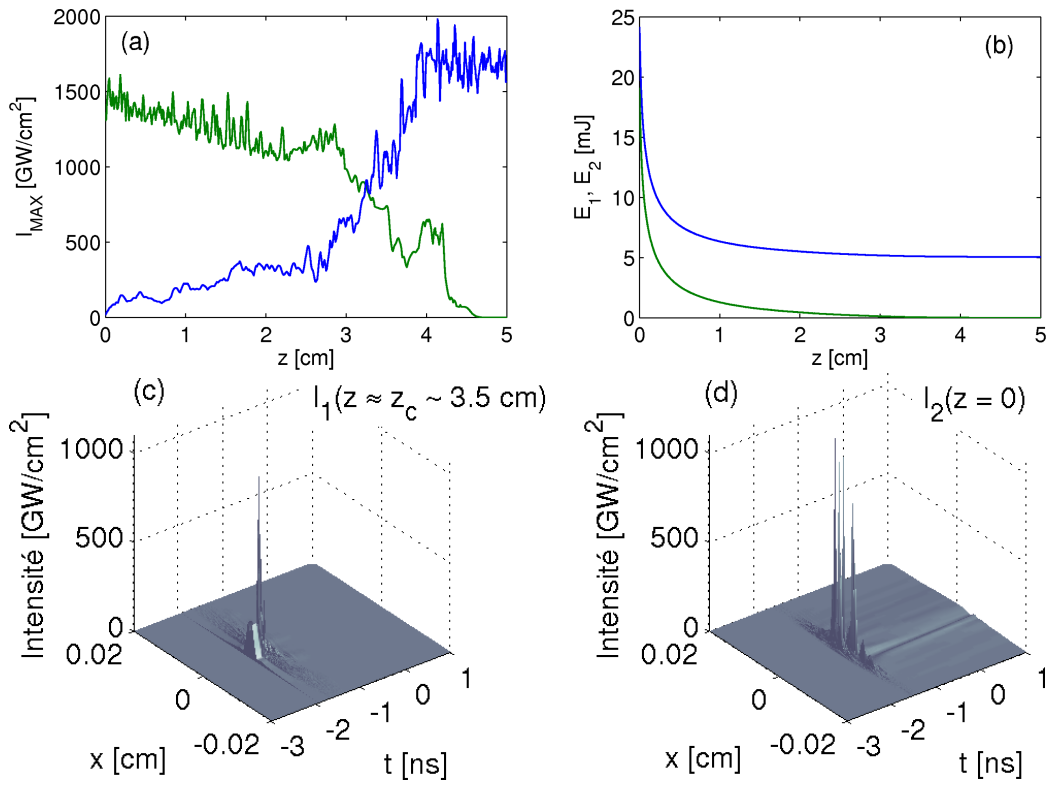 (a)
I_MAX [GW/cm²]
2000
1500
1000
500
0
0 1 2 3 4 5
z [cm]
(b)
E₁, E₂ [mJ]
25
20
15
10
5
0
0 1 2 3 4 5
z [cm]
(c)
I₁(z ≈ z_c ~ 3.5 cm)
Intensité [GW/cm²]
1000
500
0
0.02
0
-0.02
x [cm]
-3 -2 -1 0 1
t [ns]
(d)
I₂(z = 0)
Intensité [GW/cm²]
1000
500
0
0.02
0
-0.02
x [cm]
-3 -2 -1 0 1
t [ns]